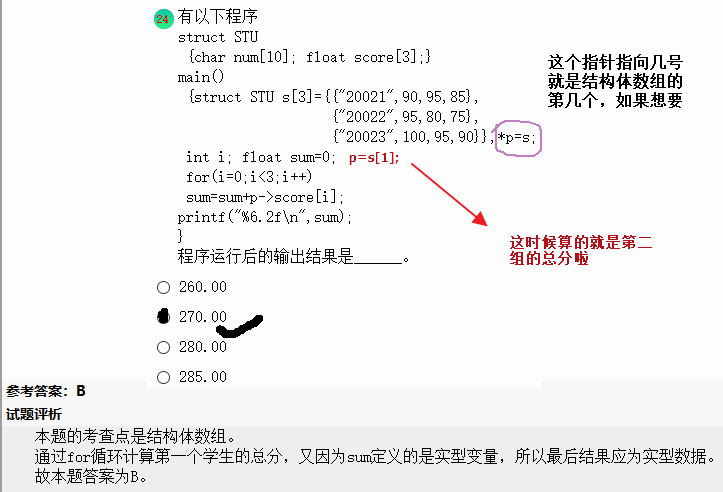 24 有以下程序
struct STU
{char num[10]; float score[3];}
main()
{struct STU s[3]={{"20021",90,95,85},
{"20022",95,80,75},
{"20023",100,95,90}},*p=s;
这个指针指向几号
就是结构体数组的
第几个，如果想要
int i; float sum=0; p=s[1];
for(i=0;i<3;i++)
sum=sum+p->score[i];
printf("%6.2f\n",sum);
}
这时候算的就是第二
组的总分啦
程序运行后的输出结果是______。
260.00
270.00
280.00
285.00
参考答案：B
试题评析
本题的考查点是结构体数组。
通过for循环计算第一个学生的总分，又因为sum定义的是实型变量，所以最后结果应为实型数据。
故本题答案为B。